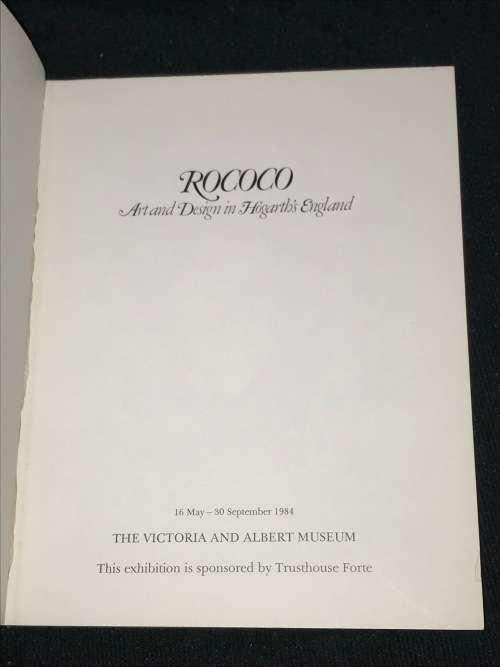 ROCOCO
Art and Design in Hogarth's England
16 May – 30 September 1984
THE VICTORIA AND ALBERT MUSEUM
This exhibition is sponsored by Trusthouse Forte